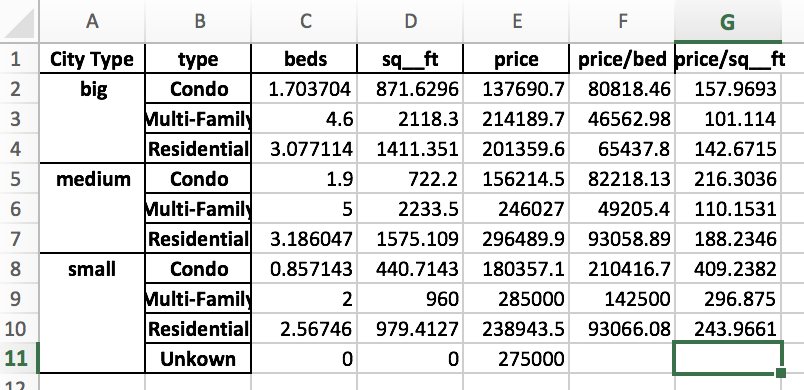 A B C D E F G
1 City Type type beds sq__ft price price/bed price/sq__ft
2 big Condo 1.703704 871.6296 137690.7 80818.46 157.9693
3 Multi-Family 4.6 2118.3 214189.7 46562.98 101.114
4 Residential 3.077114 1411.351 201359.6 65437.8 142.6715
5 medium Condo 1.9 722.2 156214.5 82218.13 216.3036
6 Multi-Family 5 2233.5 246027 49205.4 110.1531
7 Residential 3.186047 1575.109 296489.9 93058.89 188.2346
8 small Condo 0.857143 440.7143 180357.1 210416.7 409.2382
9 Multi-Family 2 960 285000 142500 296.875
10 Residential 2.56746 979.4127 238943.5 93066.08 243.9661
11 Unkown 0 0 275000
12